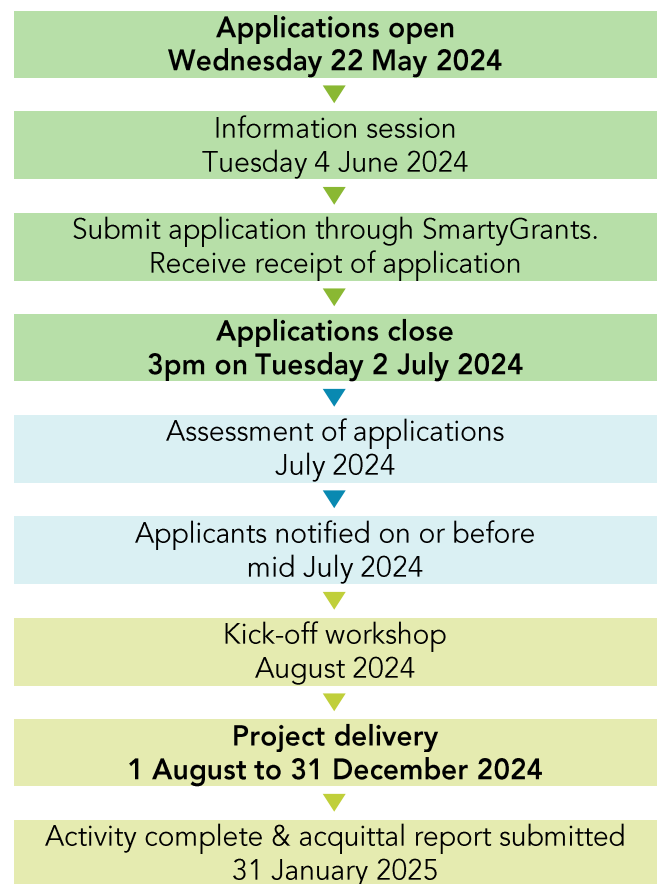 Applications open
Wednesday 22 May 2024
Information session
Tuesday 4 June 2024
Submit application through SmartyGrants.
Receive receipt of application
Applications close
3pm on Tuesday 2 July 2024
Assessment of applications
July 2024
Applicants notified on or before
mid July 2024
Kick-off workshop
August 2024
Project delivery
1 August to 31 December 2024
Activity complete & acquittal report submitted
31 January 2025